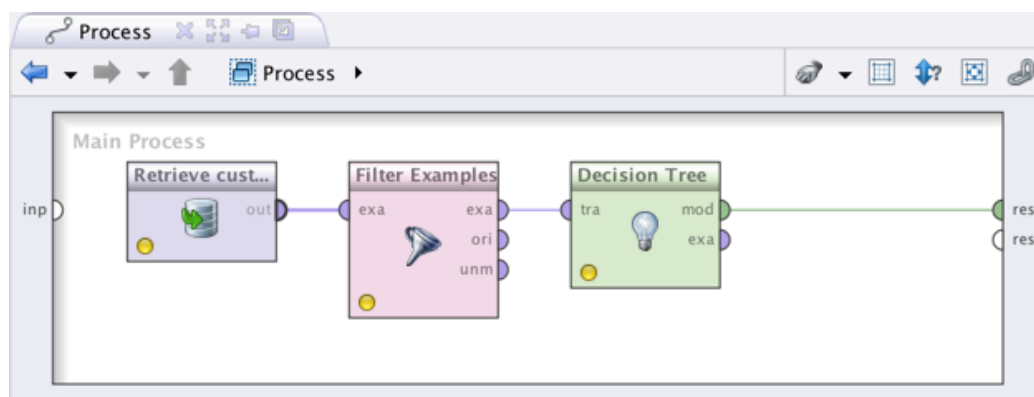 Process
Process
Main Process
Retrieve cust...
Filter Examples
Decision Tree
inp
out
exa
exa
tra
mod
res
ori
exa
res
unm